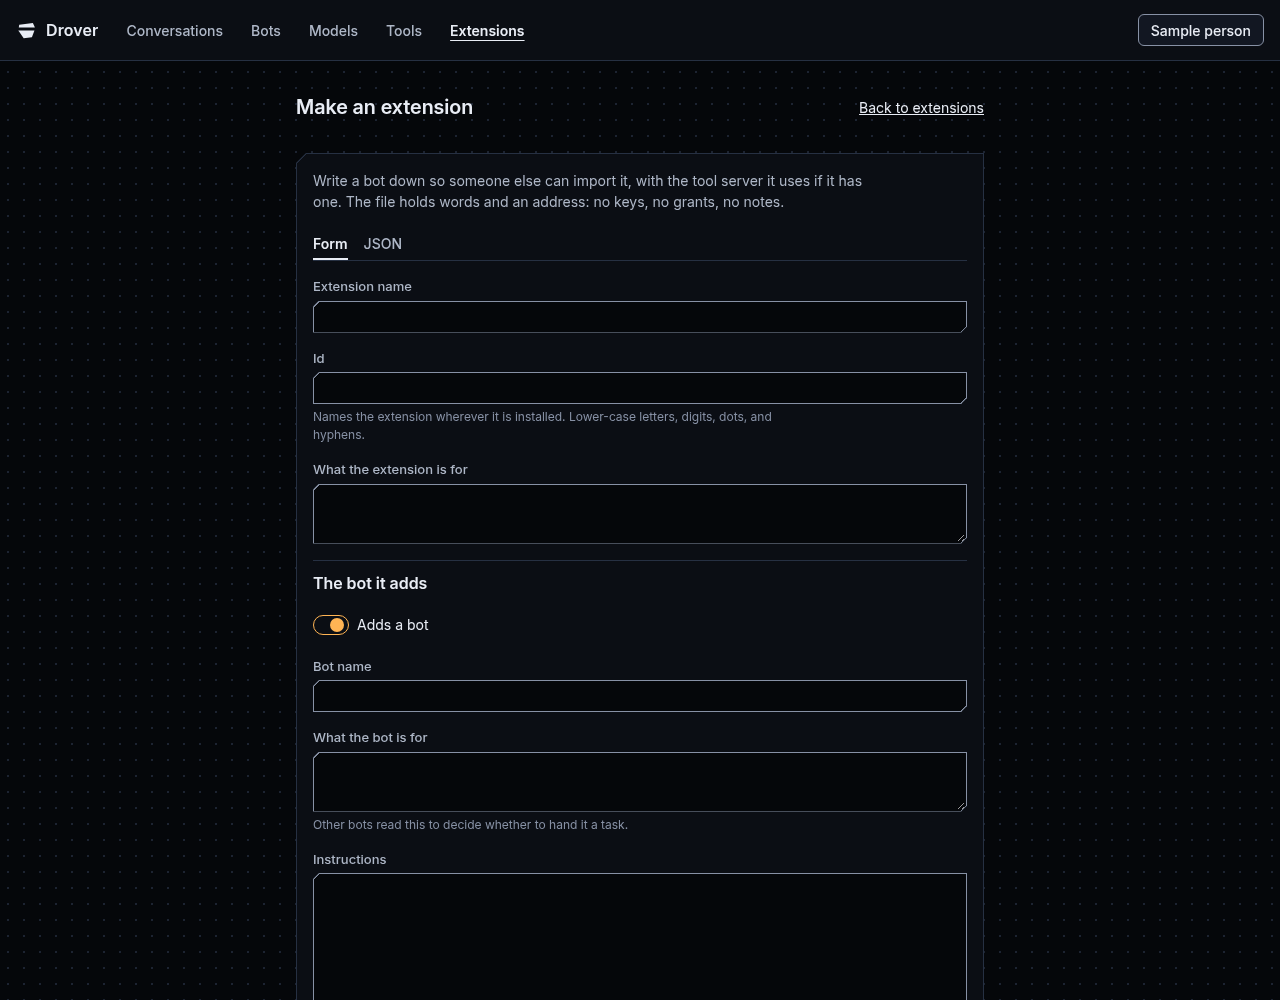 Drover
Conversations
Bots
Models
Tools
Extensions
Sample person
Make an extension
Back to extensions
Write a bot down so someone else can import it, with the tool server it uses if it has
one. The file holds words and an address: no keys, no grants, no notes.
Form
JSON
Extension name
Id
Names the extension wherever it is installed. Lower-case letters, digits, dots, and
hyphens.
What the extension is for
The bot it adds
Adds a bot
Bot name
What the bot is for
Other bots read this to decide whether to hand it a task.
Instructions